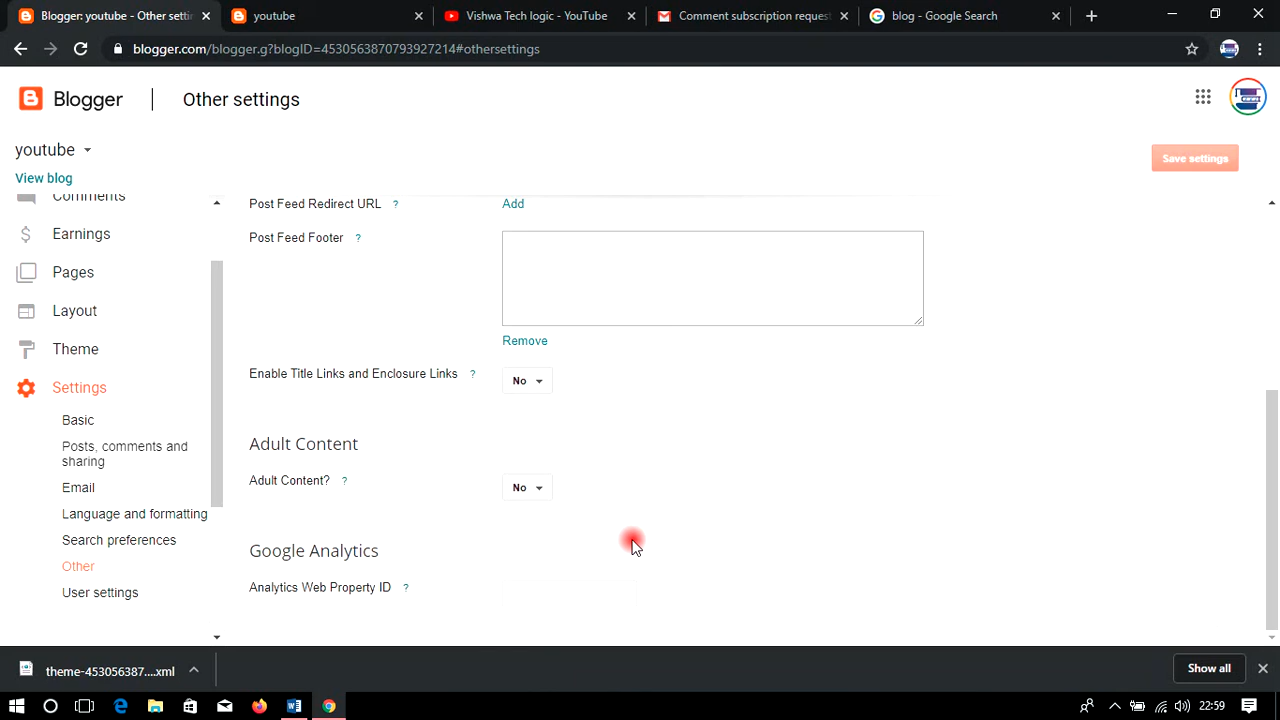 Blogger: youtube - Other setti
youtube
Vishwa Tech logic - YouTube
Comment subscription request
blog - Google Search
blogger.com/blogger.g?blogID=4530563870793927214#othersettings
Blogger
Other settings
youtube
Save settings
View blog
Comments
Earnings
Pages
Layout
Theme
Settings
Basic
Posts, comments and
sharing
Email
Language and formatting
Search preferences
Other
User settings
Post Feed Redirect URL ?
Add
Post Feed Footer ?
Remove
Enable Title Links and Enclosure Links ?
No
Adult Content
Adult Content? ?
No
Google Analytics
Analytics Web Property ID ?
theme-453056387....xml
Show all
22:59